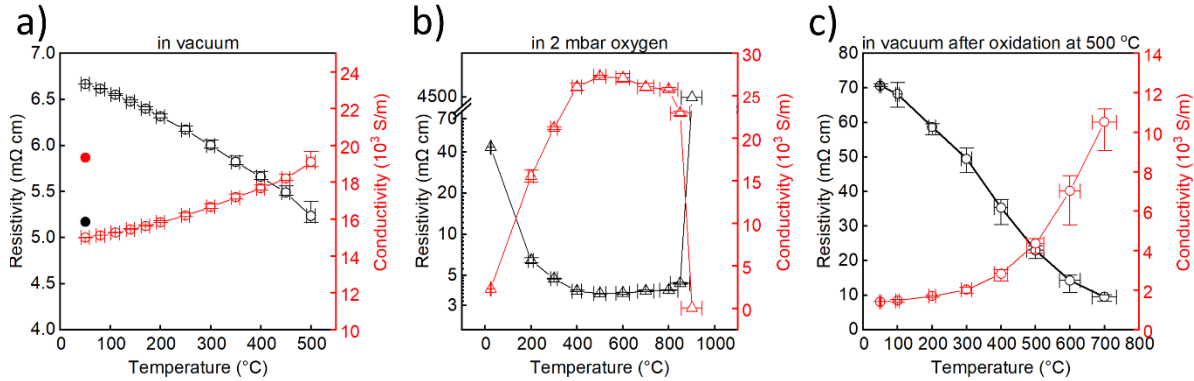 a)
in vacuum
7.0
6.5
6.0
5.5
5.0
4.5
4.0
Resistivity (mΩ cm)
0 100 200 300 400 500
Temperature (°C)
24
22
20
18
16
14
12
10
Conductivity (10³ S/m)
b)
in 2 mbar oxygen
4500
70
40
20
10
5
3
Resistivity (mΩ cm)
0 200 400 600 800 1000
Temperature (°C)
30
25
20
15
10
5
0
Conductivity (10³ S/m)
c)
in vacuum after oxidation at 500 °C
80
70
60
50
40
30
20
10
0
Resistivity (mΩ cm)
0 100 200 300 400 500 600 700 800
Temperature (°C)
14
12
10
8
6
4
2
0
Conductivity (10³ S/m)